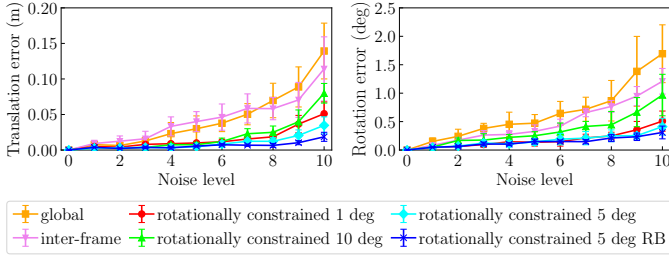 Translation error (m)
0.20
0.15
0.10
0.05
0.00
0 2 4 6 8 10
Noise level
Rotation error (deg)
2.5
2.0
1.5
1.0
0.5
0.0
0 2 4 6 8 10
Noise level
global
rotationally constrained 1 deg
rotationally constrained 5 deg
inter-frame
rotationally constrained 10 deg
rotationally constrained 5 deg RB